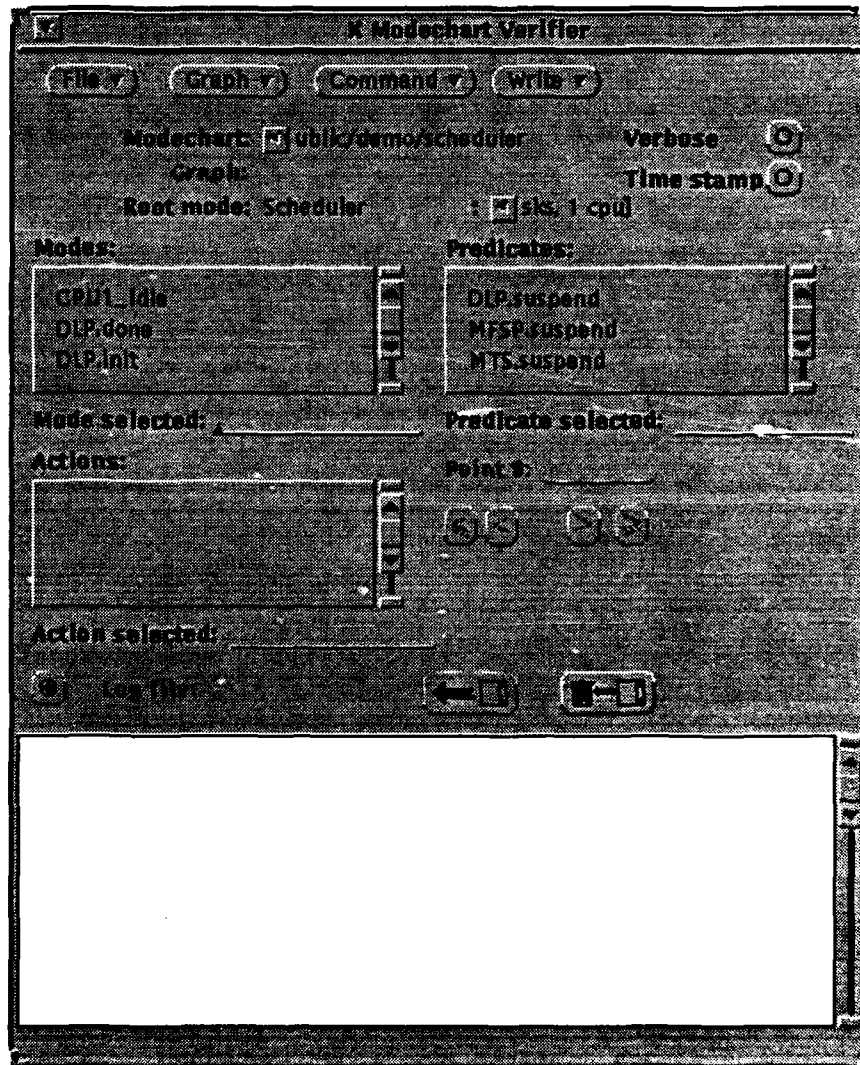 X Modechart Verifier
File Graph Command Write
Modechart: ublic/demo/scheduler Verbose
Graph: Time stamp
Root mode: Scheduler : sks, 1 cpu]
Modes: Predicates:
CPU1_idle DLP.suspend
DLP.done MFSP.suspend
DLP.init MTS.suspend
Mode selected: Predicate selected:
Actions: Point #:
< >
Action selected:
Log file: